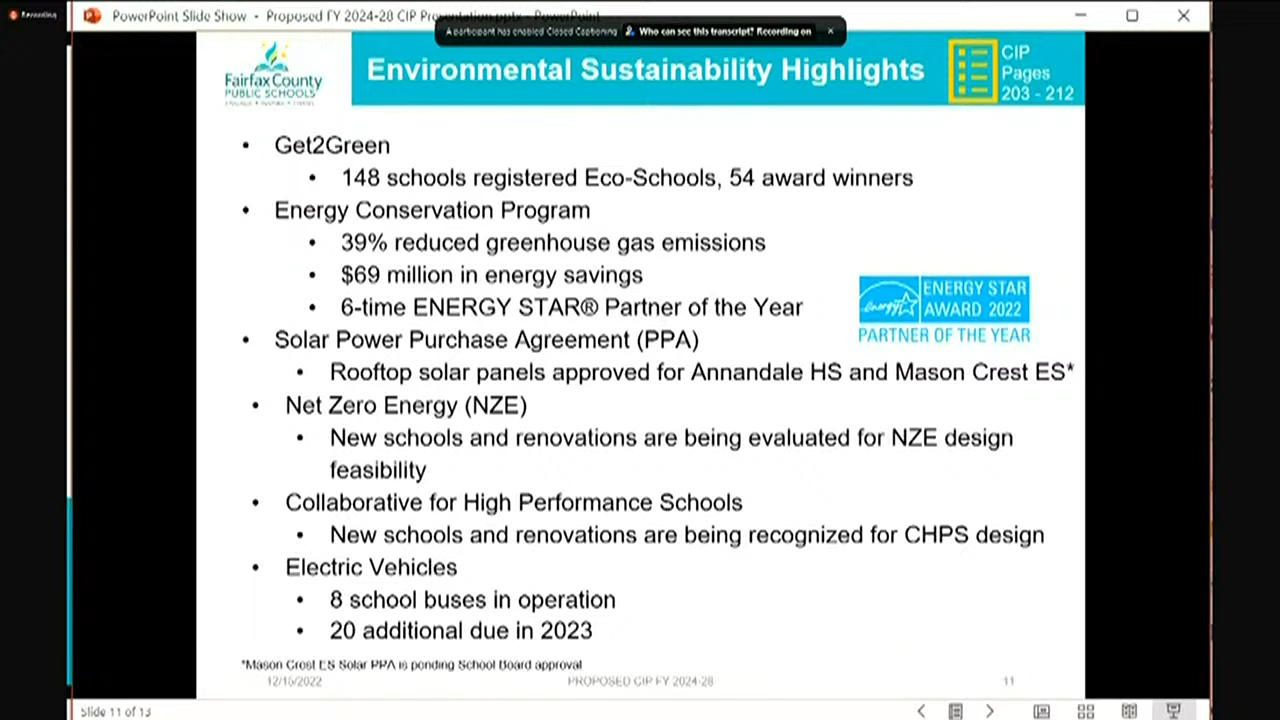 Recording
PowerPoint Slide Show - Proposed FY 2024-28 CIP Presentation.pptx - PowerPoint
A participant has enabled Closed Captioning Who can see this transcript? Recording on
Fairfax County
PUBLIC SCHOOLS
Environmental Sustainability Highlights
CIP
Pages
203 - 212
• Get2Green
• 148 schools registered Eco-Schools, 54 award winners
• Energy Conservation Program
• 39% reduced greenhouse gas emissions
• $69 million in energy savings
• 6-time ENERGY STAR® Partner of the Year
energy
ENERGY STAR
AWARD 2022
PARTNER OF THE YEAR
• Solar Power Purchase Agreement (PPA)
• Rooftop solar panels approved for Annandale HS and Mason Crest ES*
• Net Zero Energy (NZE)
• New schools and renovations are being evaluated for NZE design
feasibility
• Collaborative for High Performance Schools
• New schools and renovations are being recognized for CHPS design
• Electric Vehicles
• 8 school buses in operation
• 20 additional due in 2023
*Mason Crest ES Solar PPA is pending School Board approval
PROPOSED CIP FY 2024-28
11
Slide 11 of 13